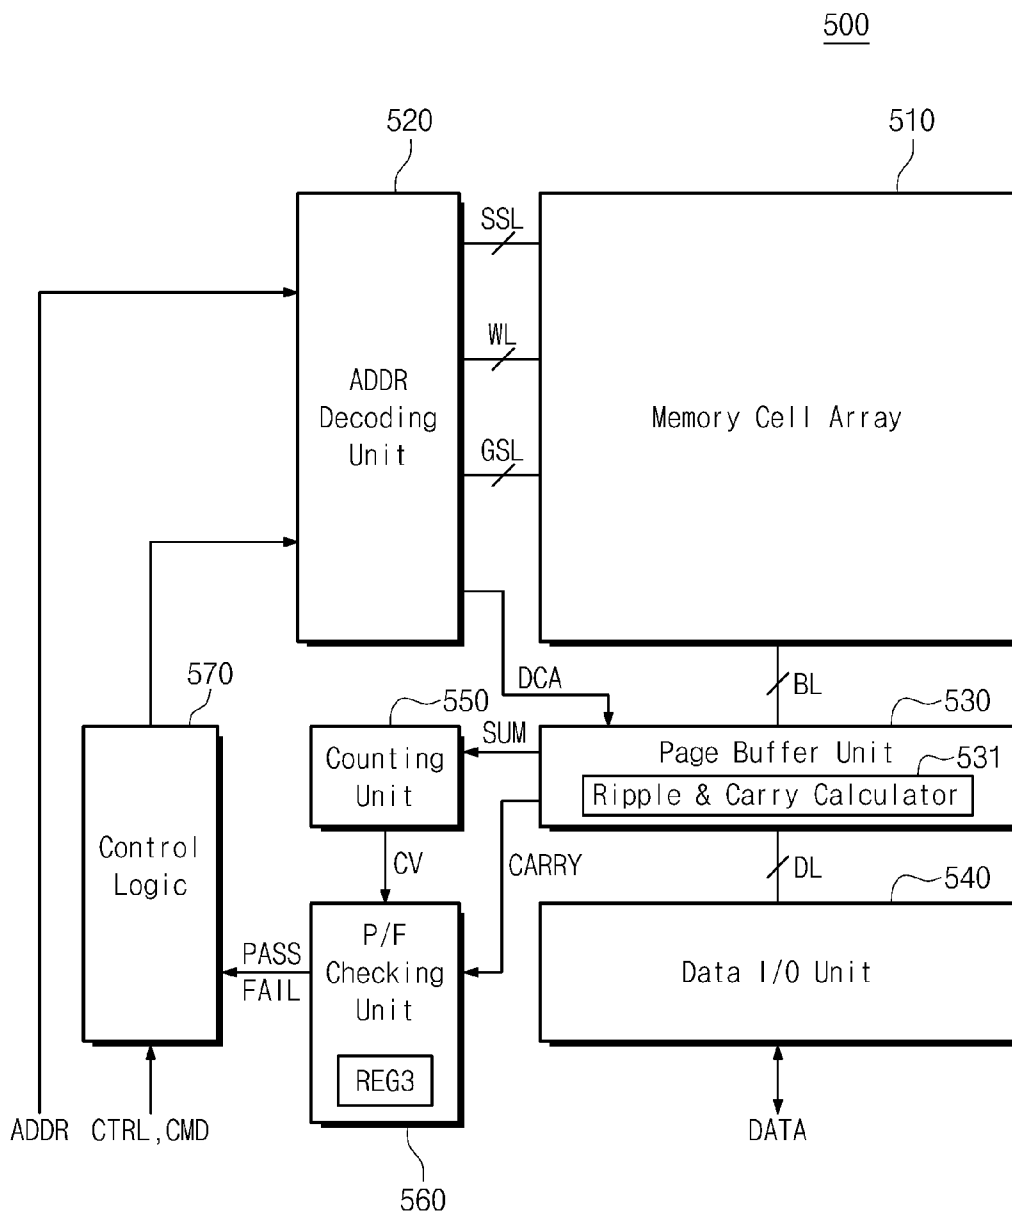 500
520
510
SSL
WL
ADDR
Decoding
Unit
GSL
Memory Cell Array
570
DCA
BL
550
530
SUM
Counting
Unit
Page Buffer Unit
531
Ripple & Carry Calculator
Control
Logic
CV
CARRY
DL
540
P/F
Checking
Unit
PASS
FAIL
Data I/O Unit
REG3
ADDR
CTRL,CMD
DATA
560